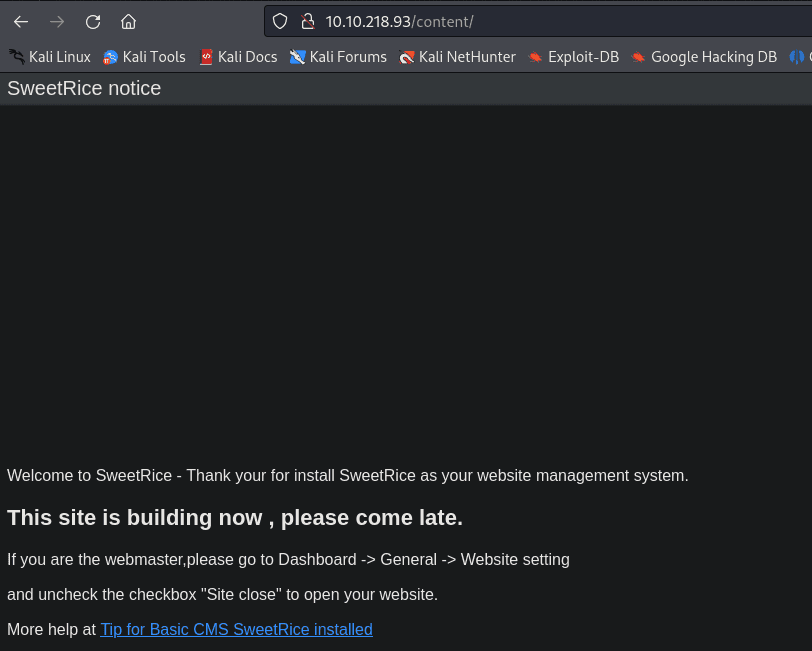 10.10.218.93/content/
Kali Linux Kali Tools Kali Docs Kali Forums Kali NetHunter Exploit-DB Google Hacking DB
SweetRice notice
Welcome to SweetRice - Thank your for install SweetRice as your website management system.
This site is building now , please come late.
If you are the webmaster,please go to Dashboard -> General -> Website setting
and uncheck the checkbox "Site close" to open your website.
More help at Tip for Basic CMS SweetRice installed